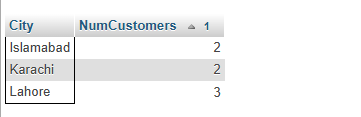 City NumCustomers 1
Islamabad 2
Karachi 2
Lahore 3